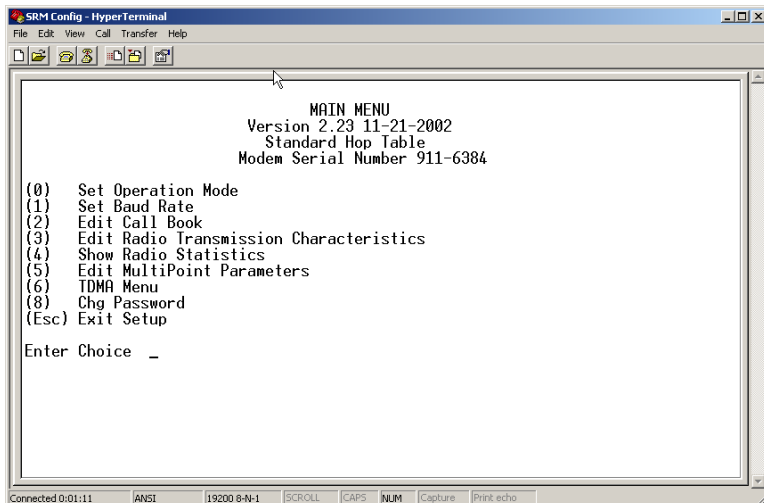 SRM Config - HyperTerminal
File Edit View Call Transfer Help
MAIN MENU
Version 2.23 11-21-2002
Standard Hop Table
Modem Serial Number 911-6384
(0) Set Operation Mode
(1) Set Baud Rate
(2) Edit Call Book
(3) Edit Radio Transmission Characteristics
(4) Show Radio Statistics
(5) Edit MultiPoint Parameters
(6) TDMA Menu
(8) Chg Password
(Esc) Exit Setup
Enter Choice _
Connected 0:01:11 ANSI 19200 8-N-1 SCROLL CAPS NUM Capture Print echo